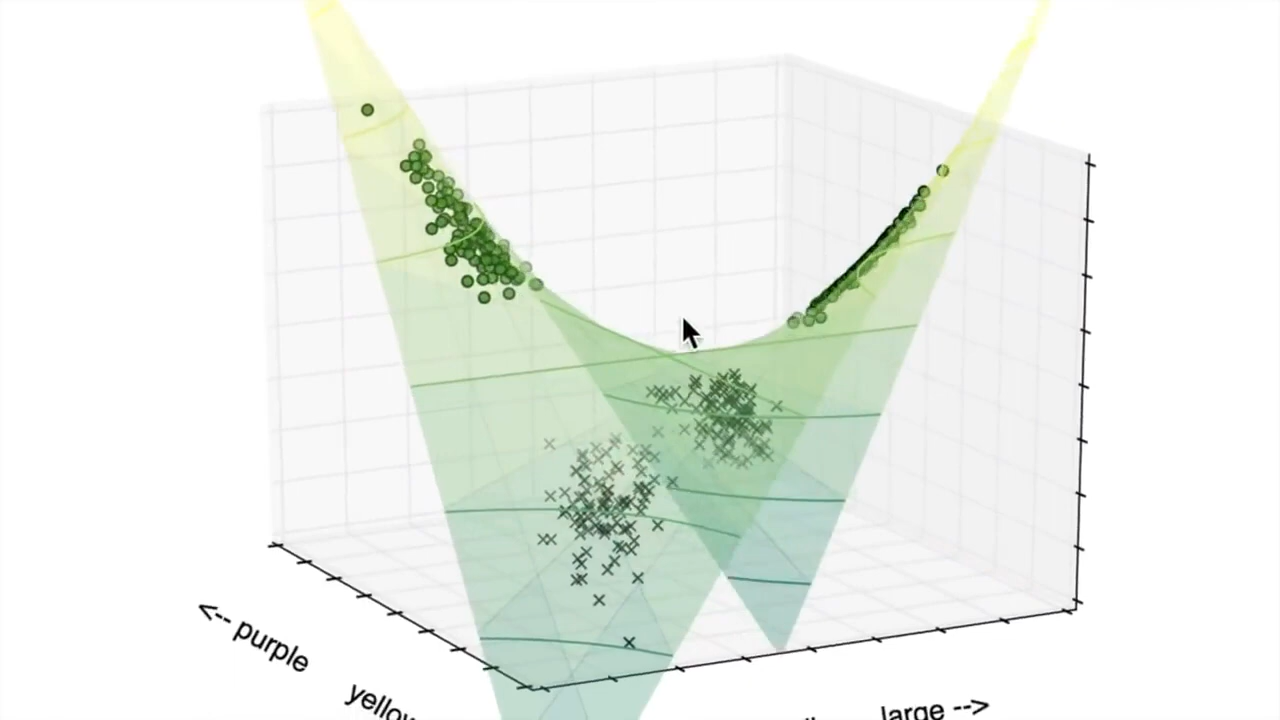 <-- purple
yellow
large -->